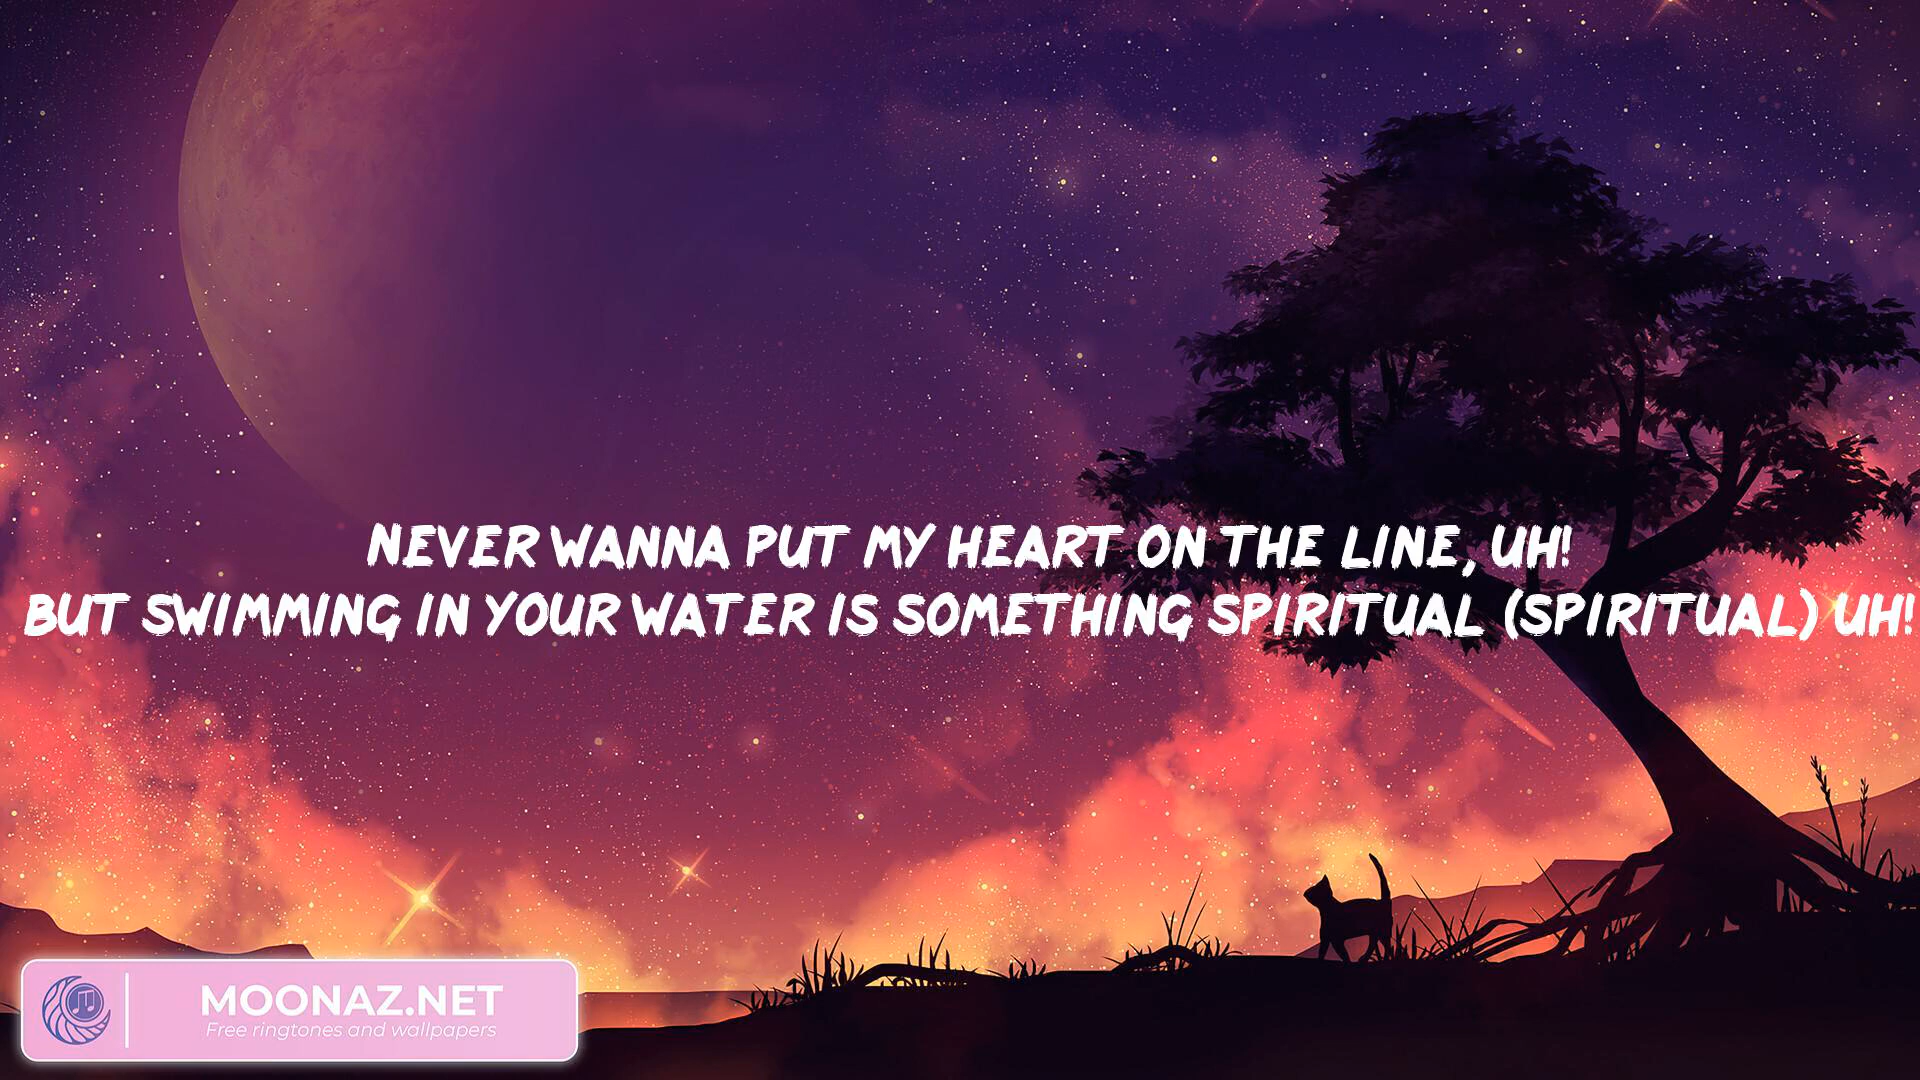 NEVER WANNA PUT MY HEART ON THE LINE, UH!
BUT SWIMMING IN YOUR WATER IS SOMETHING SPIRITUAL (SPIRITUAL) UH!
MOONAZ.NET
Free ringtones and wallpapers